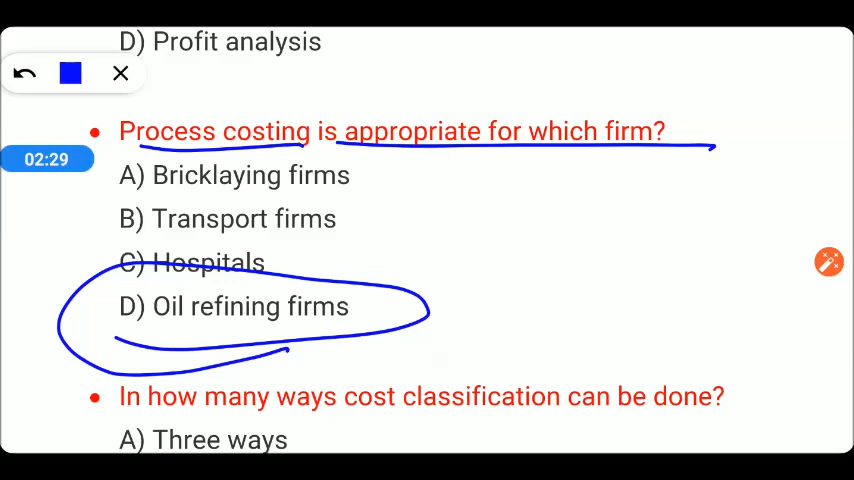 D) Profit analysis
• Process costing is appropriate for which firm?
02:29
A) Bricklaying firms
B) Transport firms
C) Hospitals
D) Oil refining firms
• In how many ways cost classification can be done?
A) Three ways